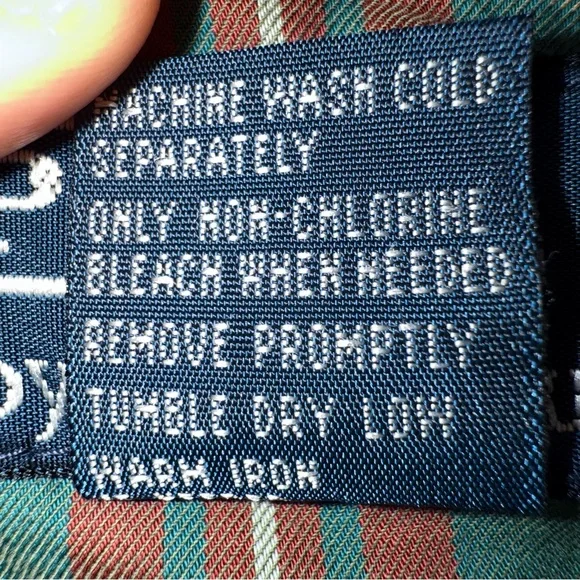 MACHINE WASH COLD
SEPARATELY
ONLY NON-CHLORINE
BLEACH WHEN NEEDED
REMOVE PROMPTLY
TUMBLE DRY LOW
WARM IRON